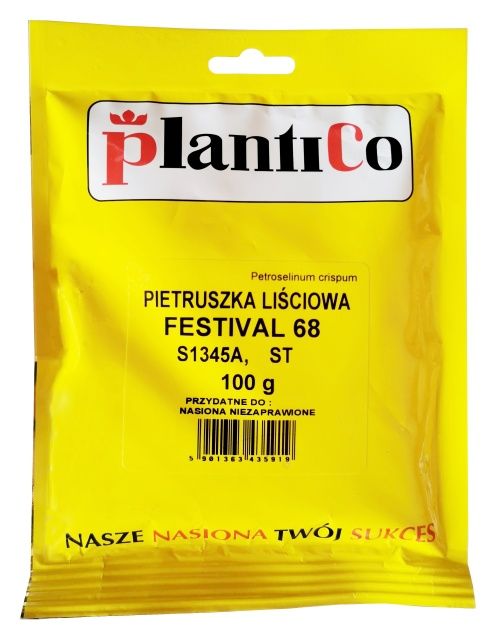 plantico
Petroselinum crispum
PIETRUSZKA LIŚCIOWA
FESTIVAL 68
S1345A, ST
100 g
PRZYDATNE DO :
NASIONA NIEZAPRAWIONE
5 901363 435919
NASZE NASIONA TWÓJ SUKCES